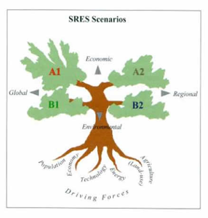 SRES Scenarios
Economic
A1
A2
Global
Regional
B1
B2
Environmental
Population
Economy
Technology
Energy
Agriculture
(Land-use)
Driving Forces